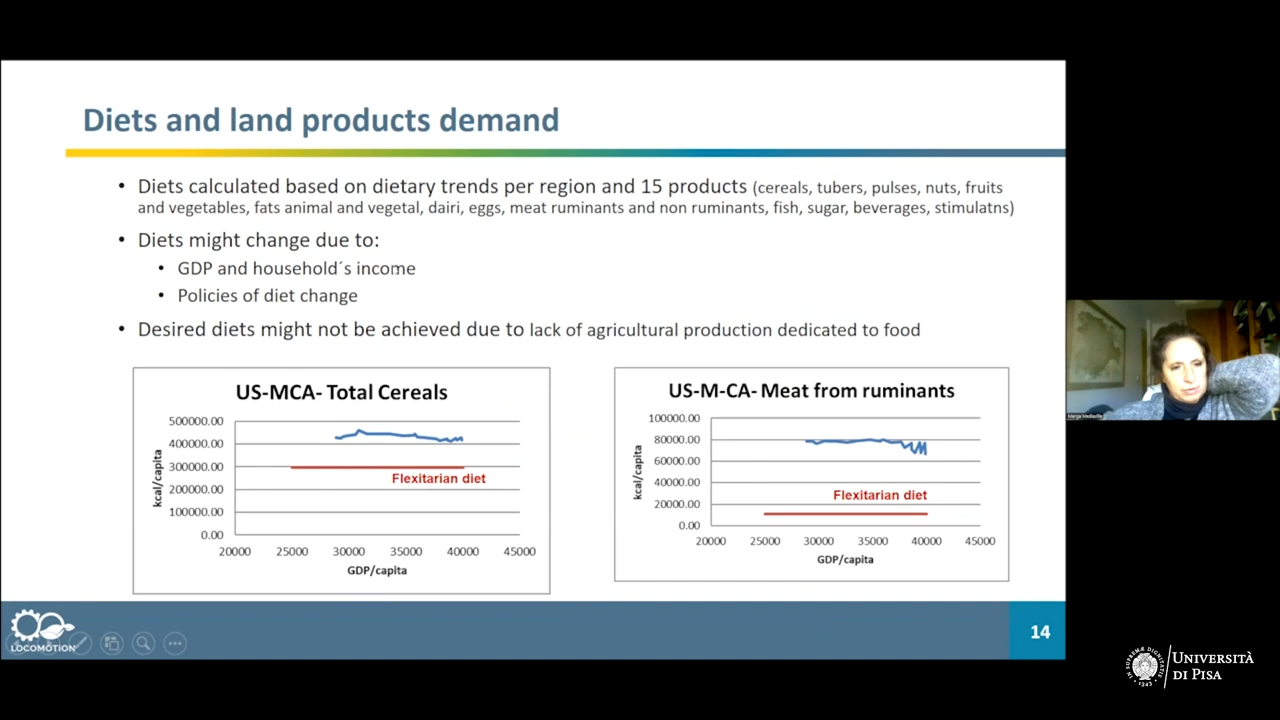 Diets and land products demand
• Diets calculated based on dietary trends per region and 15 products (cereals, tubers, pulses, nuts, fruits
and vegetables, fats animal and vegetal, dairi, eggs, meat ruminants and non ruminants, fish, sugar, beverages, stimulatns)
• Diets might change due to:
• GDP and household´s income
• Policies of diet change
• Desired diets might not be achieved due to lack of agricultural production dedicated to food
US-MCA- Total Cereals
kcal/capita
500000.00
400000.00
300000.00
200000.00
100000.00
0.00
Flexitarian diet
20000 25000 30000 35000 40000 45000
GDP/capita
US-M-CA- Meat from ruminants
kcal/capita
100000.00
80000.00
60000.00
40000.00
20000.00
0.00
Flexitarian diet
20000 25000 30000 35000 40000 45000
GDP/capita
LOCOMOTION
14
UNIVERSITÀ
DI PISA
IN SUPREMÆ DIGNITATIS
1343